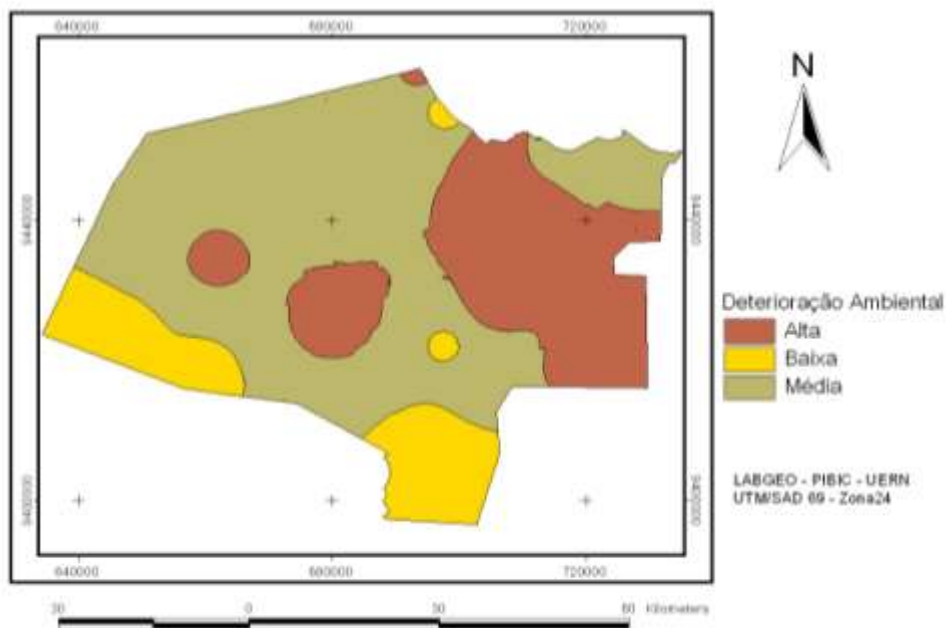 640000 680000 720000
N
9440000 9440000
Deterioração Ambiental
Alta
Baixa
Média
LABGEO - PIBIC - UERN
UTM/SAD 69 - Zona24
9400000 9400000
640000 680000 720000
30 0 30 60 Kilometers